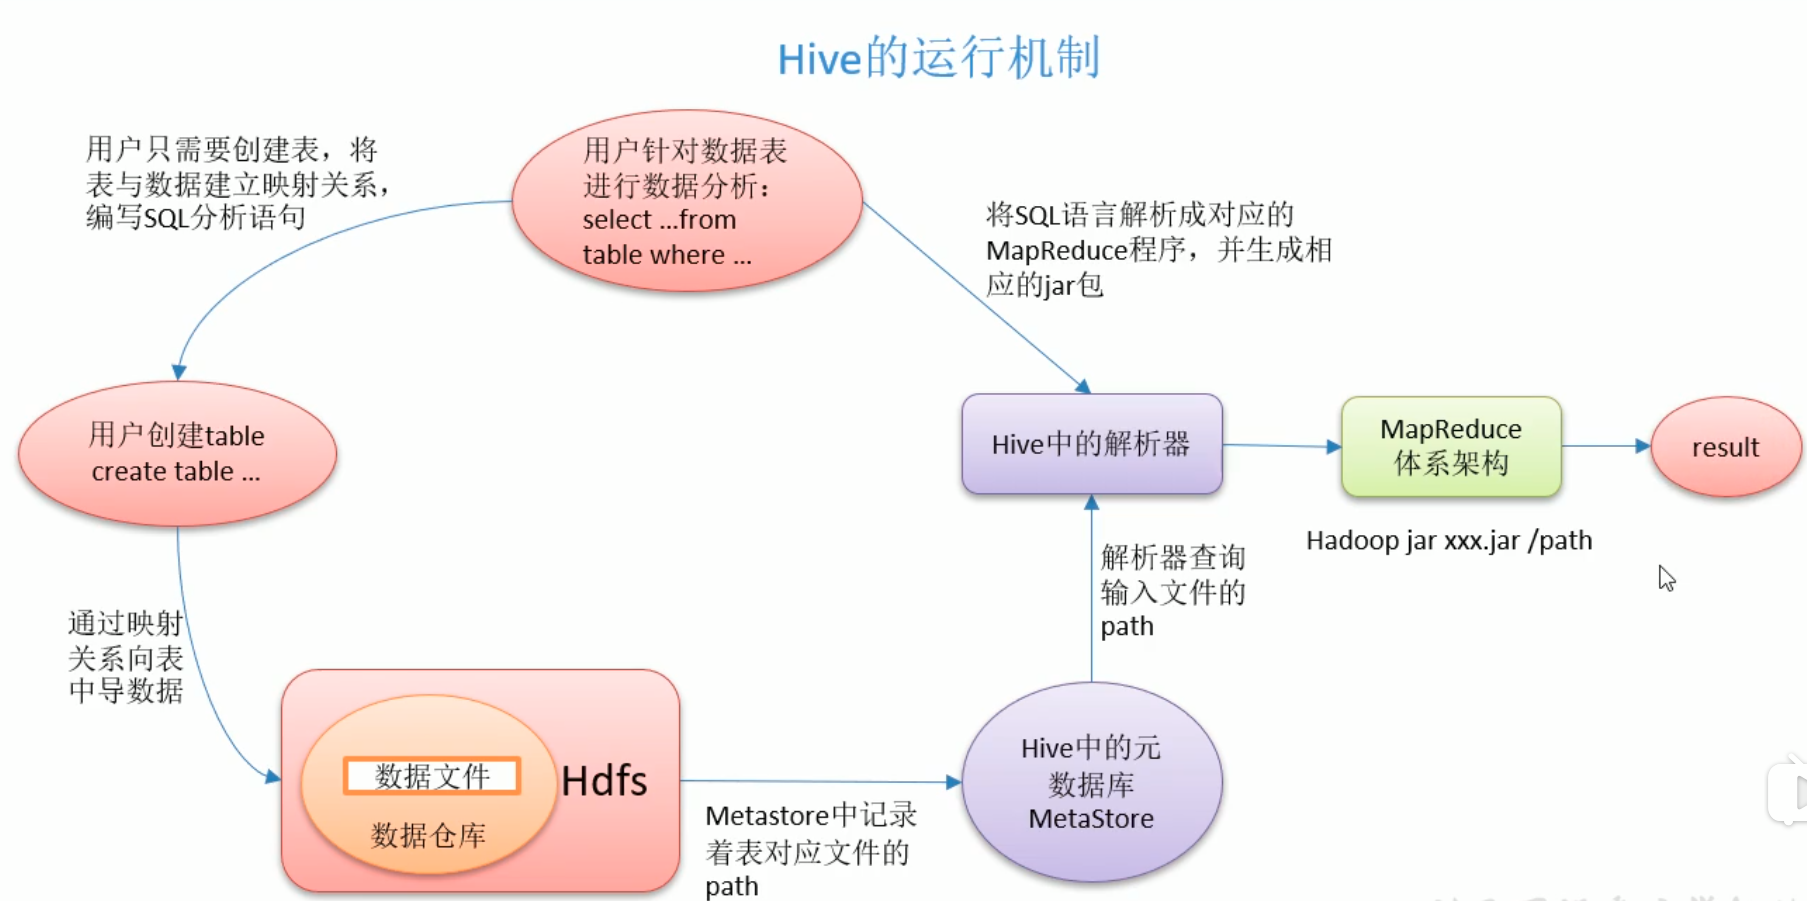 Hive的运行机制
用户只需要创建表，将
表与数据建立映射关系，
编写SQL分析语句
用户针对数据表
进行数据分析：
select ...from
table where ...
将SQL语言解析成对应的
MapReduce程序，并生成相
应的jar包
用户创建table
create table ...
Hive中的解析器
MapReduce
体系架构
result
Hadoop jar xxx.jar /path
解析器查询
输入文件的
path
通过映射
关系向表
中导数据
数据文件
数据仓库
Hdfs
Metastore中记录
着表对应文件的
path
Hive中的元
数据库
MetaStore